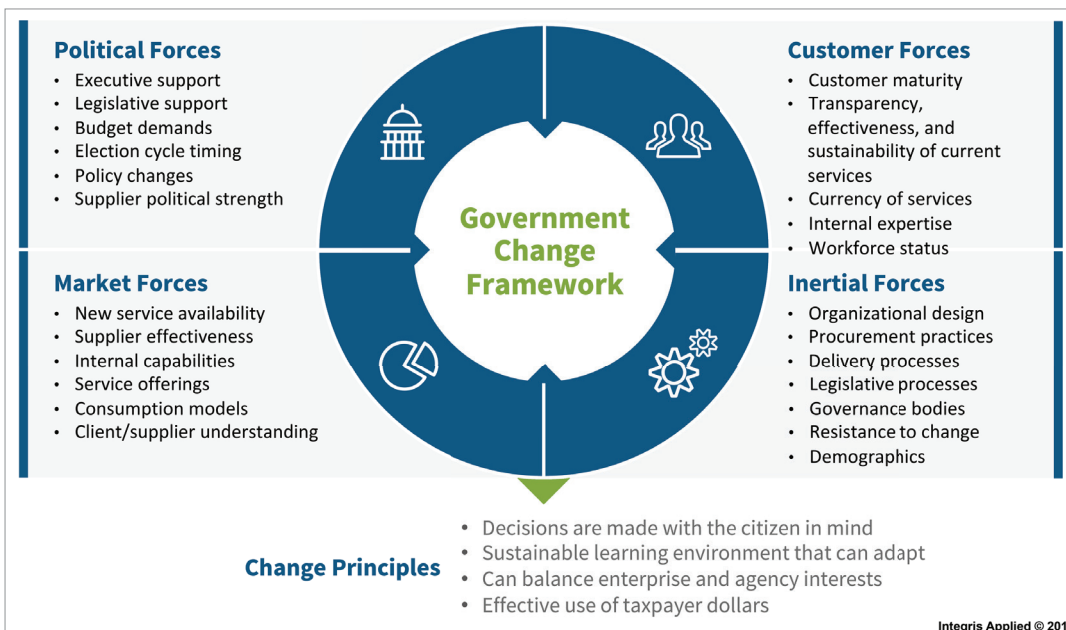 Political Forces
• Executive support
• Legislative support
• Budget demands
• Election cycle timing
• Policy changes
• Supplier political strength
Customer Forces
• Customer maturity
• Transparency,
effectiveness, and
sustainability of current
services
• Currency of services
• Internal expertise
• Workforce status
Government
Change
Framework
Market Forces
• New service availability
• Supplier effectiveness
• Internal capabilities
• Service offerings
• Consumption models
• Client/supplier understanding
Inertial Forces
• Organizational design
• Procurement practices
• Delivery processes
• Legislative processes
• Governance bodies
• Resistance to change
• Demographics
Change Principles
• Decisions are made with the citizen in mind
• Sustainable learning environment that can adapt
• Can balance enterprise and agency interests
• Effective use of taxpayer dollars
Integris Applied © 201